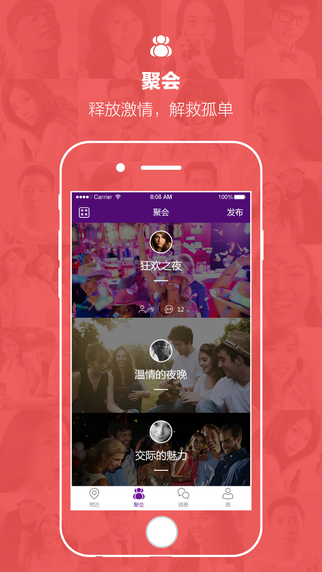 聚会
释放激情，解救孤单
Carrier 8:08 AM
聚会 发布
狂欢之夜
9 12
温情的夜晚
交际的魅力
附近 聚会 消息 我